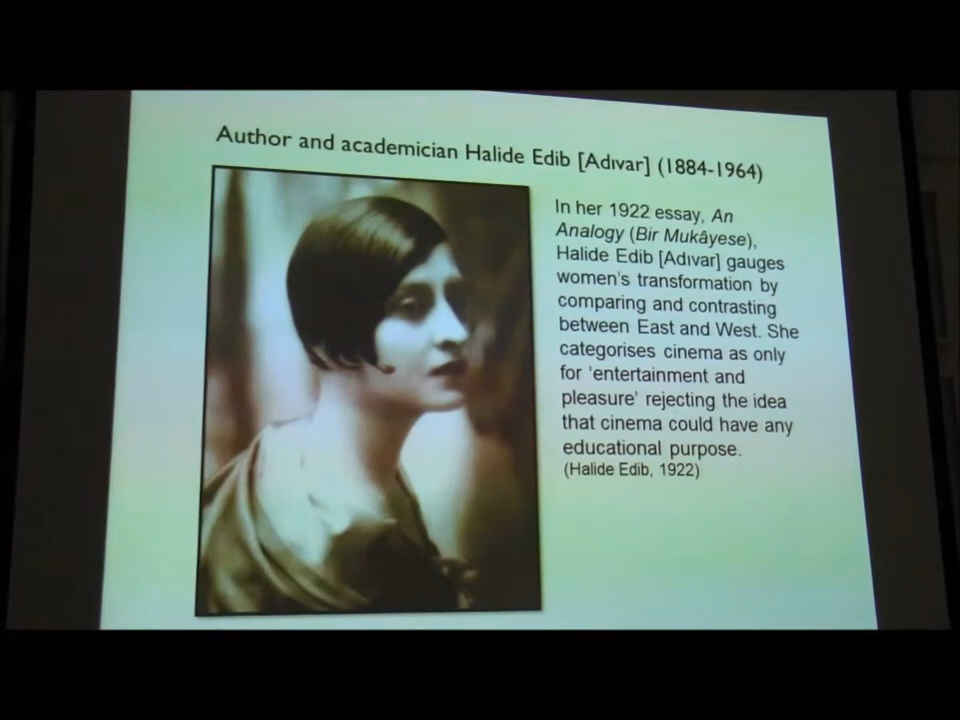 Author and academician Halide Edib [Adıvar] (1884-1964)
In her 1922 essay, An
Analogy (Bir Mukâyese),
Halide Edib [Adıvar] gauges
women's transformation by
comparing and contrasting
between East and West. She
categorises cinema as only
for 'entertainment and
pleasure' rejecting the idea
that cinema could have any
educational purpose.
(Halide Edib, 1922)